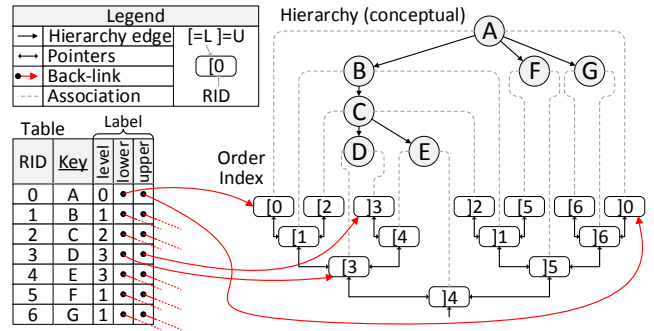 Legend
Hierarchy edge
Pointers
Back-link
Association
[=L ]=U
[0
RID
Hierarchy (conceptual)
A
B
F
G
C
D
E
Table
Label
RID Key level lower upper
0 A 0
1 B 1
2 C 2
3 D 3
4 E 3
5 F 1
6 G 1
Order
Index
[0 [2 ]3 ]2 [5 [6 ]0
[1 [4 ]1 ]6
[3 ]5
]4